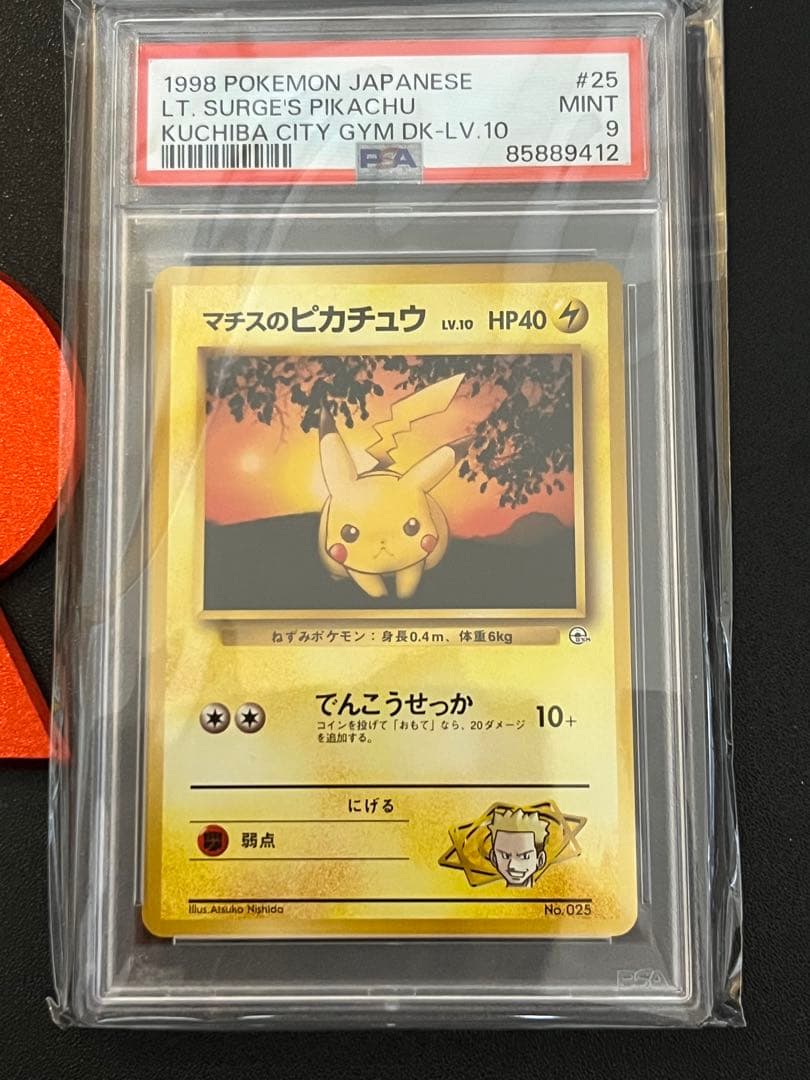 1998 POKEMON JAPANESE #25
LT. SURGE'S PIKACHU MINT
KUCHIBA CITY GYM DK-LV.10 9
PSA 85889412
マチスのピカチュウ LV.10 HP40
ねずみポケモン：身長0.4m、体重6kg
でんこうせっか 10+
コインを投げて「おもて」なら、20ダメージ
を追加する。
にげる
弱点
Illus.Atsuko Nishida No.025
PSA